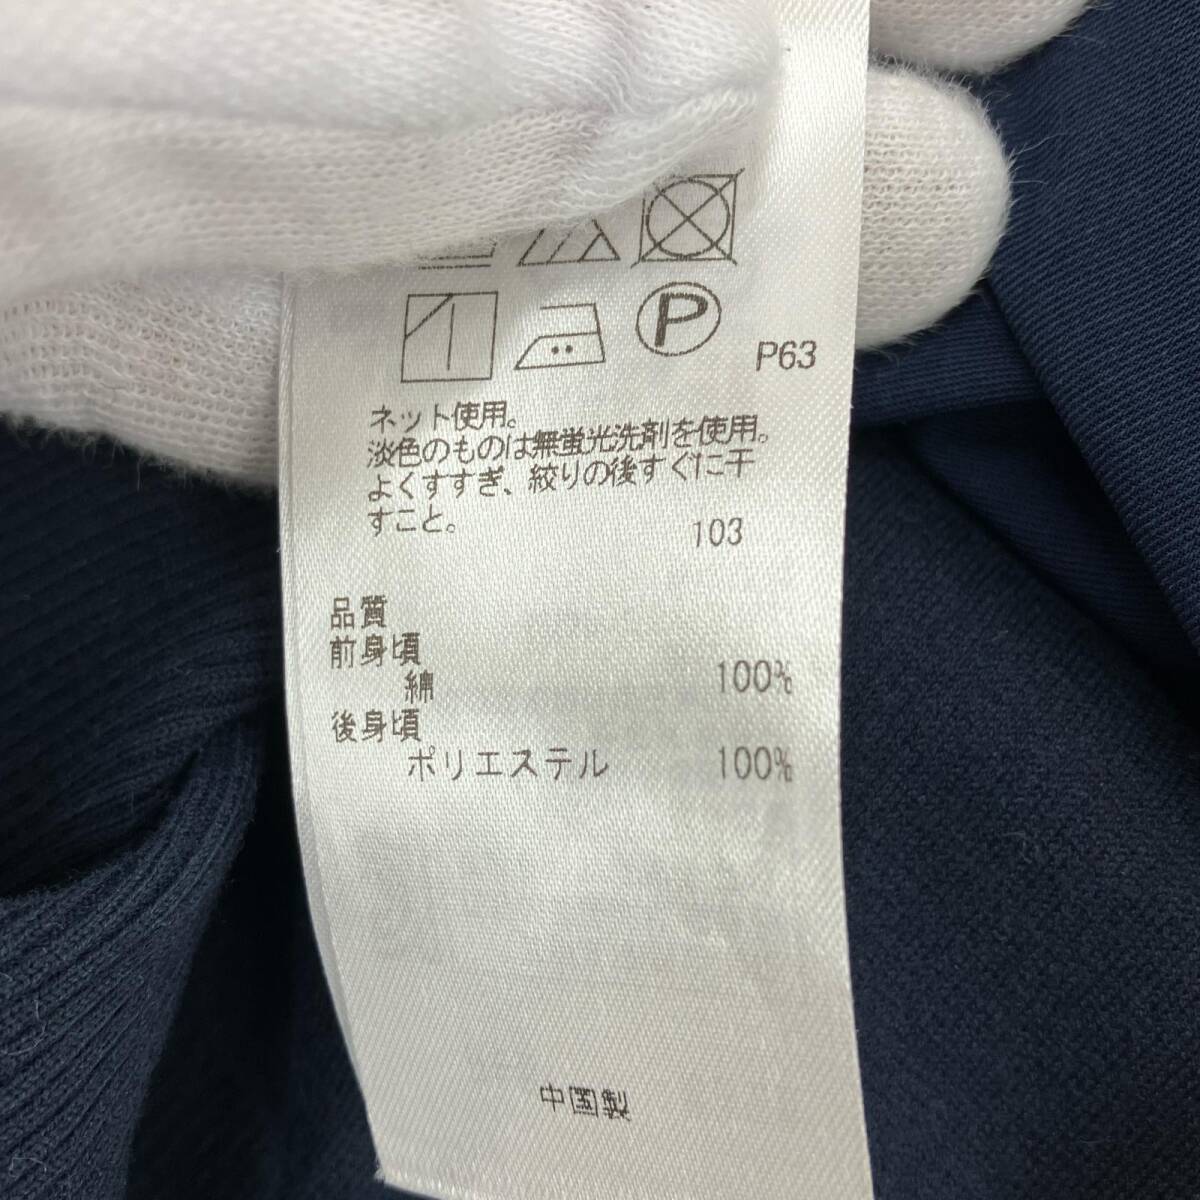 P
P63
ネット使用。
淡色のものは無蛍光洗剤を使用。
よくすすぎ、絞りの後すぐに干
すこと。
103
品質
前身頃
綿 100%
後身頃
ポリエステル 100%
中国製